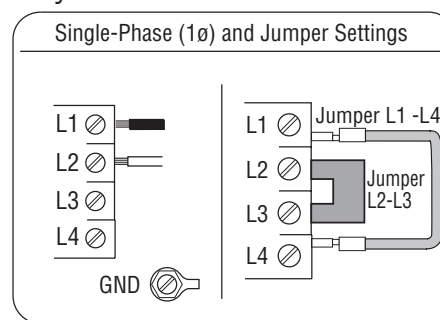 Single-Phase (1ø) and Jumper Settings
L1
L2
L3
L4
GND
L1
L2
L3
L4
Jumper L1 -L4
Jumper
L2-L3